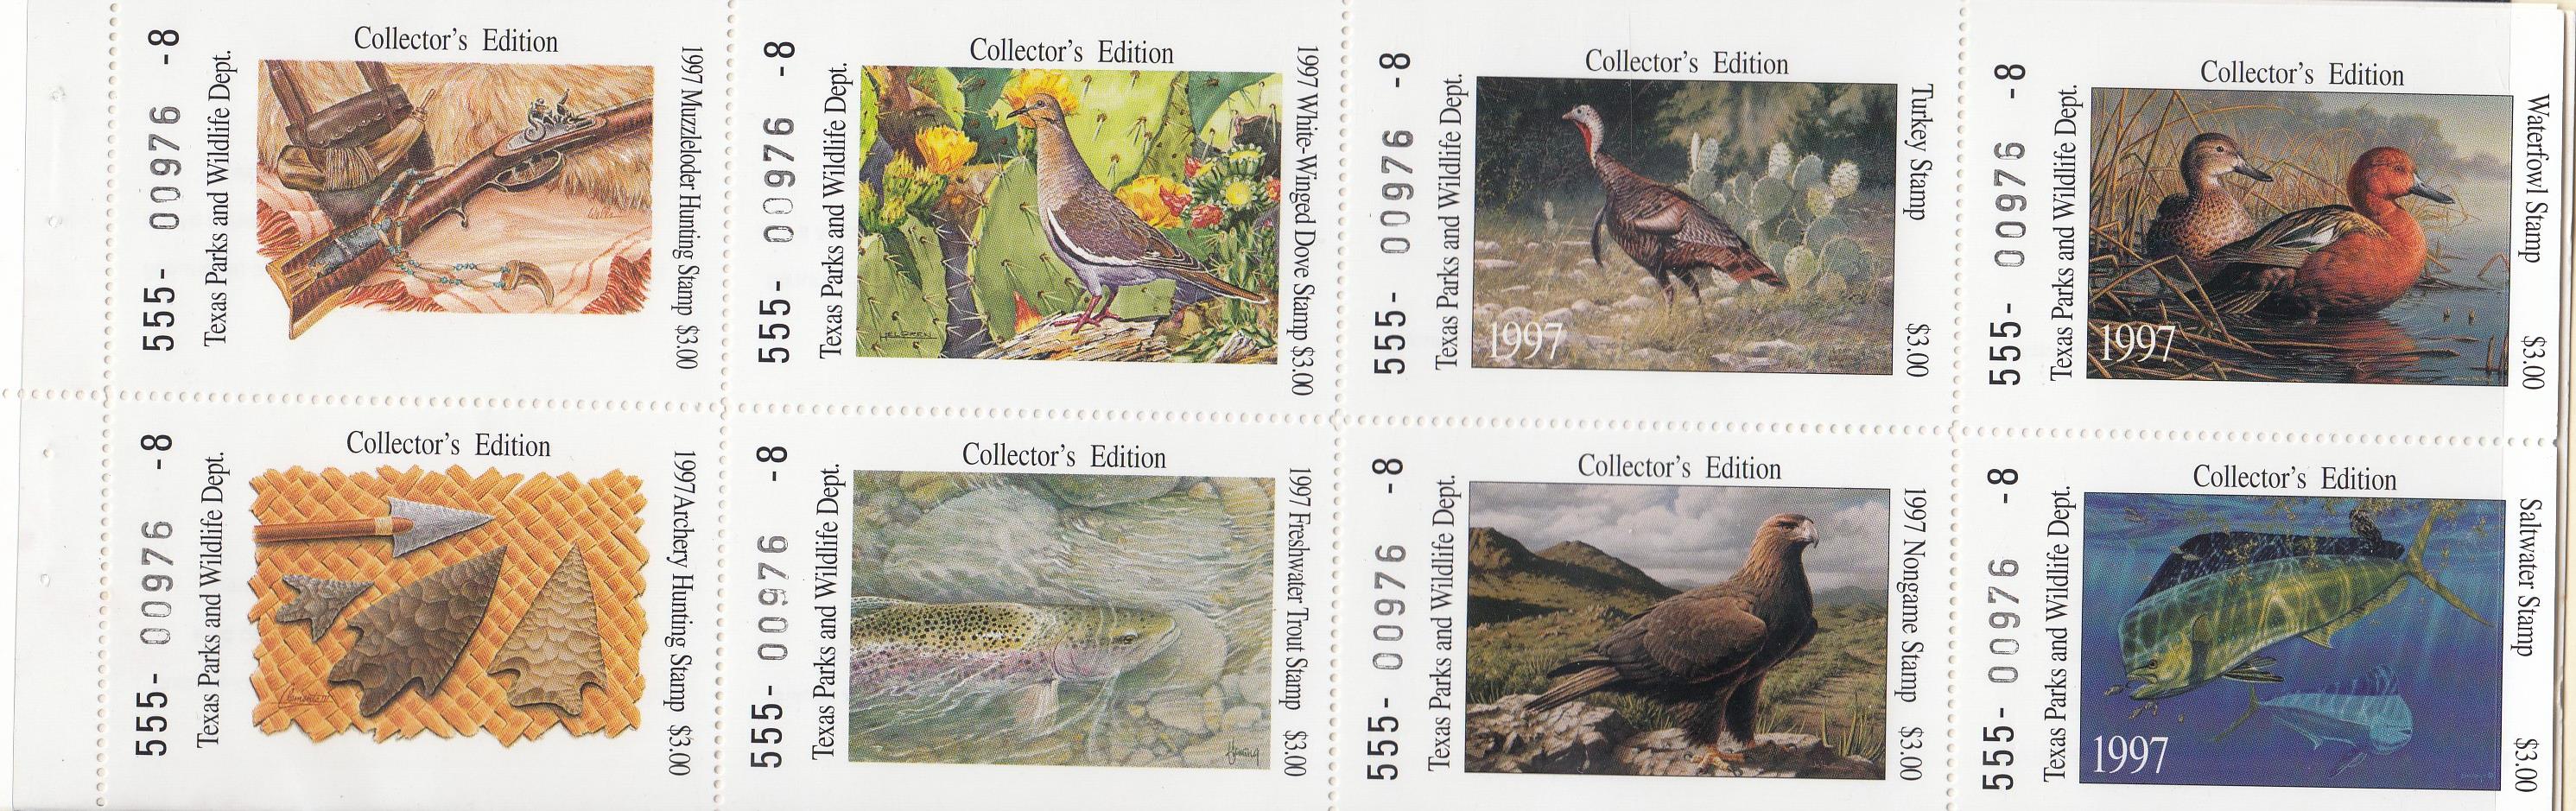 Collector's Edition
555- 00976 -8
Texas Parks and Wildlife Dept.
1997 Muzzleloder Hunting Stamp $3.00
Collector's Edition
555- 00976 -8
Texas Parks and Wildlife Dept.
1997 White-Winged Dove Stamp $3.00
Collector's Edition
555- 00976 -8
Texas Parks and Wildlife Dept.
Turkey Stamp $3.00
1997
Collector's Edition
555- 00976 -8
Texas Parks and Wildlife Dept.
Waterfowl Stamp $3.00
1997
Collector's Edition
555- 00976 -8
Texas Parks and Wildlife Dept.
1997 Archery Hunting Stamp $3.00
Collector's Edition
555- 00976 -8
Texas Parks and Wildlife Dept.
1997 Freshwater Trout Stamp $3.00
Collector's Edition
555- 00976 -8
Texas Parks and Wildlife Dept.
1997 Nongame Stamp $3.00
Collector's Edition
555- 00976 -8
Texas Parks and Wildlife Dept.
Saltwater Stamp $3.00
1997